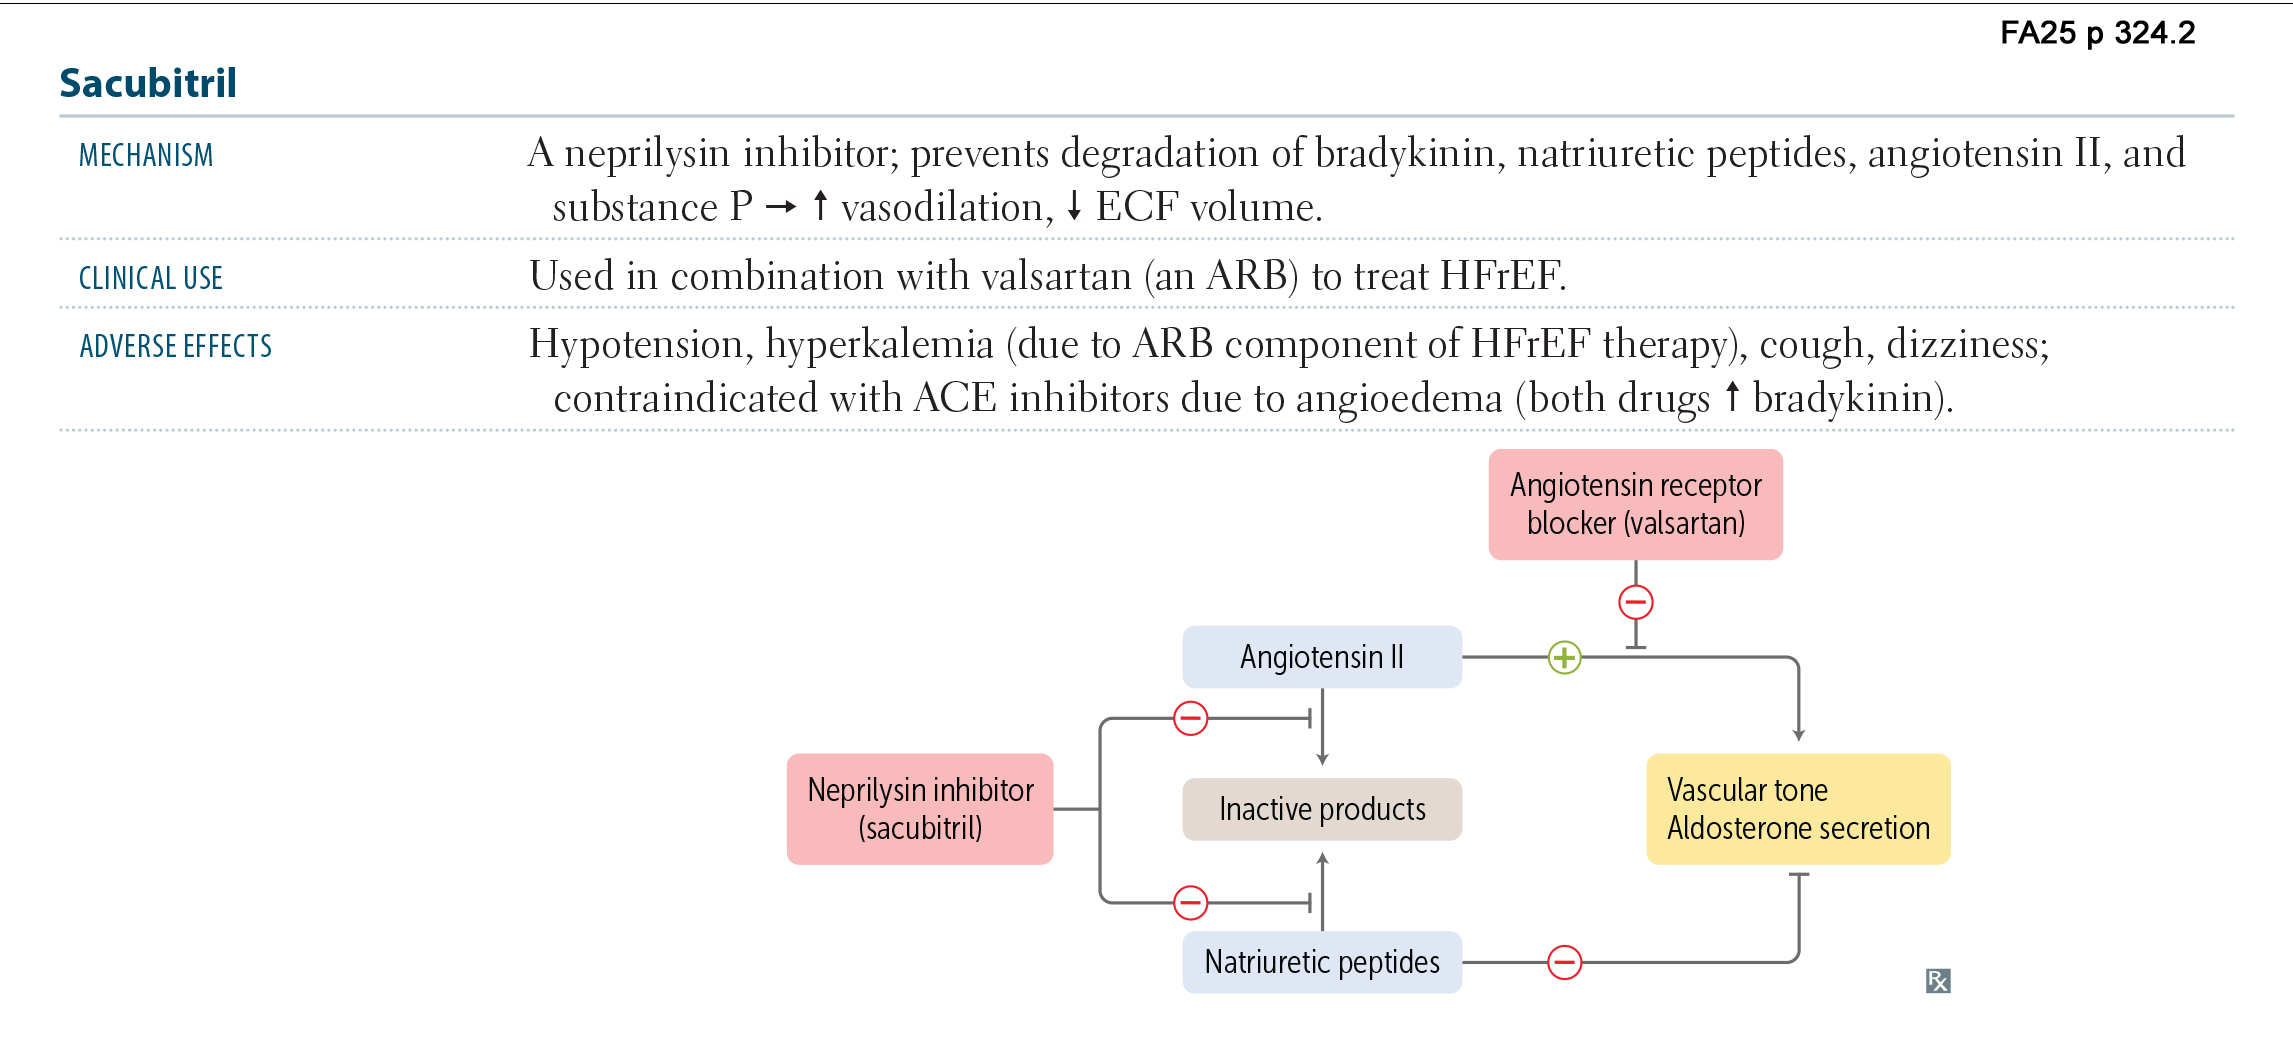 FA25 p 324.2
Sacubitril
MECHANISM
A neprilysin inhibitor; prevents degradation of bradykinin, natriuretic peptides, angiotensin II, and
substance P → ↑ vasodilation, ↓ ECF volume.
CLINICAL USE
Used in combination with valsartan (an ARB) to treat HFrEF.
ADVERSE EFFECTS
Hypotension, hyperkalemia (due to ARB component of HFrEF therapy), cough, dizziness;
contraindicated with ACE inhibitors due to angioedema (both drugs ↑ bradykinin).
Angiotensin receptor
blocker (valsartan)
Angiotensin II
Neprilysin inhibitor
(sacubitril)
Inactive products
Vascular tone
Aldosterone secretion
Natriuretic peptides
Rx